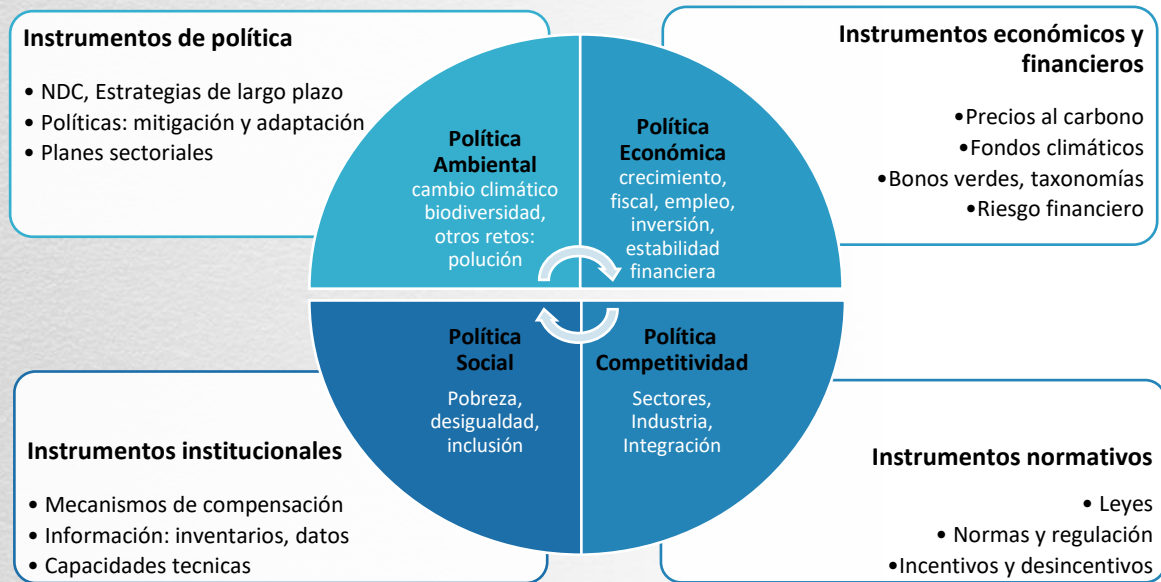 Instrumentos de política
• NDC, Estrategias de largo plazo
• Políticas: mitigación y adaptación
• Planes sectoriales
Política
Ambiental
cambio climático
biodiversidad,
otros retos:
polución
Política
Económica
crecimiento,
fiscal, empleo,
inversión,
estabilidad
financiera
Instrumentos económicos y
financieros
•Precios al carbono
•Fondos climáticos
•Bonos verdes, taxonomías
•Riesgo financiero
Instrumentos institucionales
• Mecanismos de compensación
• Información: inventarios, datos
• Capacidades tecnicas
Política
Social
Pobreza,
desigualdad,
inclusión
Política
Competitividad
Sectores,
Industria,
Integración
Instrumentos normativos
• Leyes
• Normas y regulación
•Incentivos y desincentivos